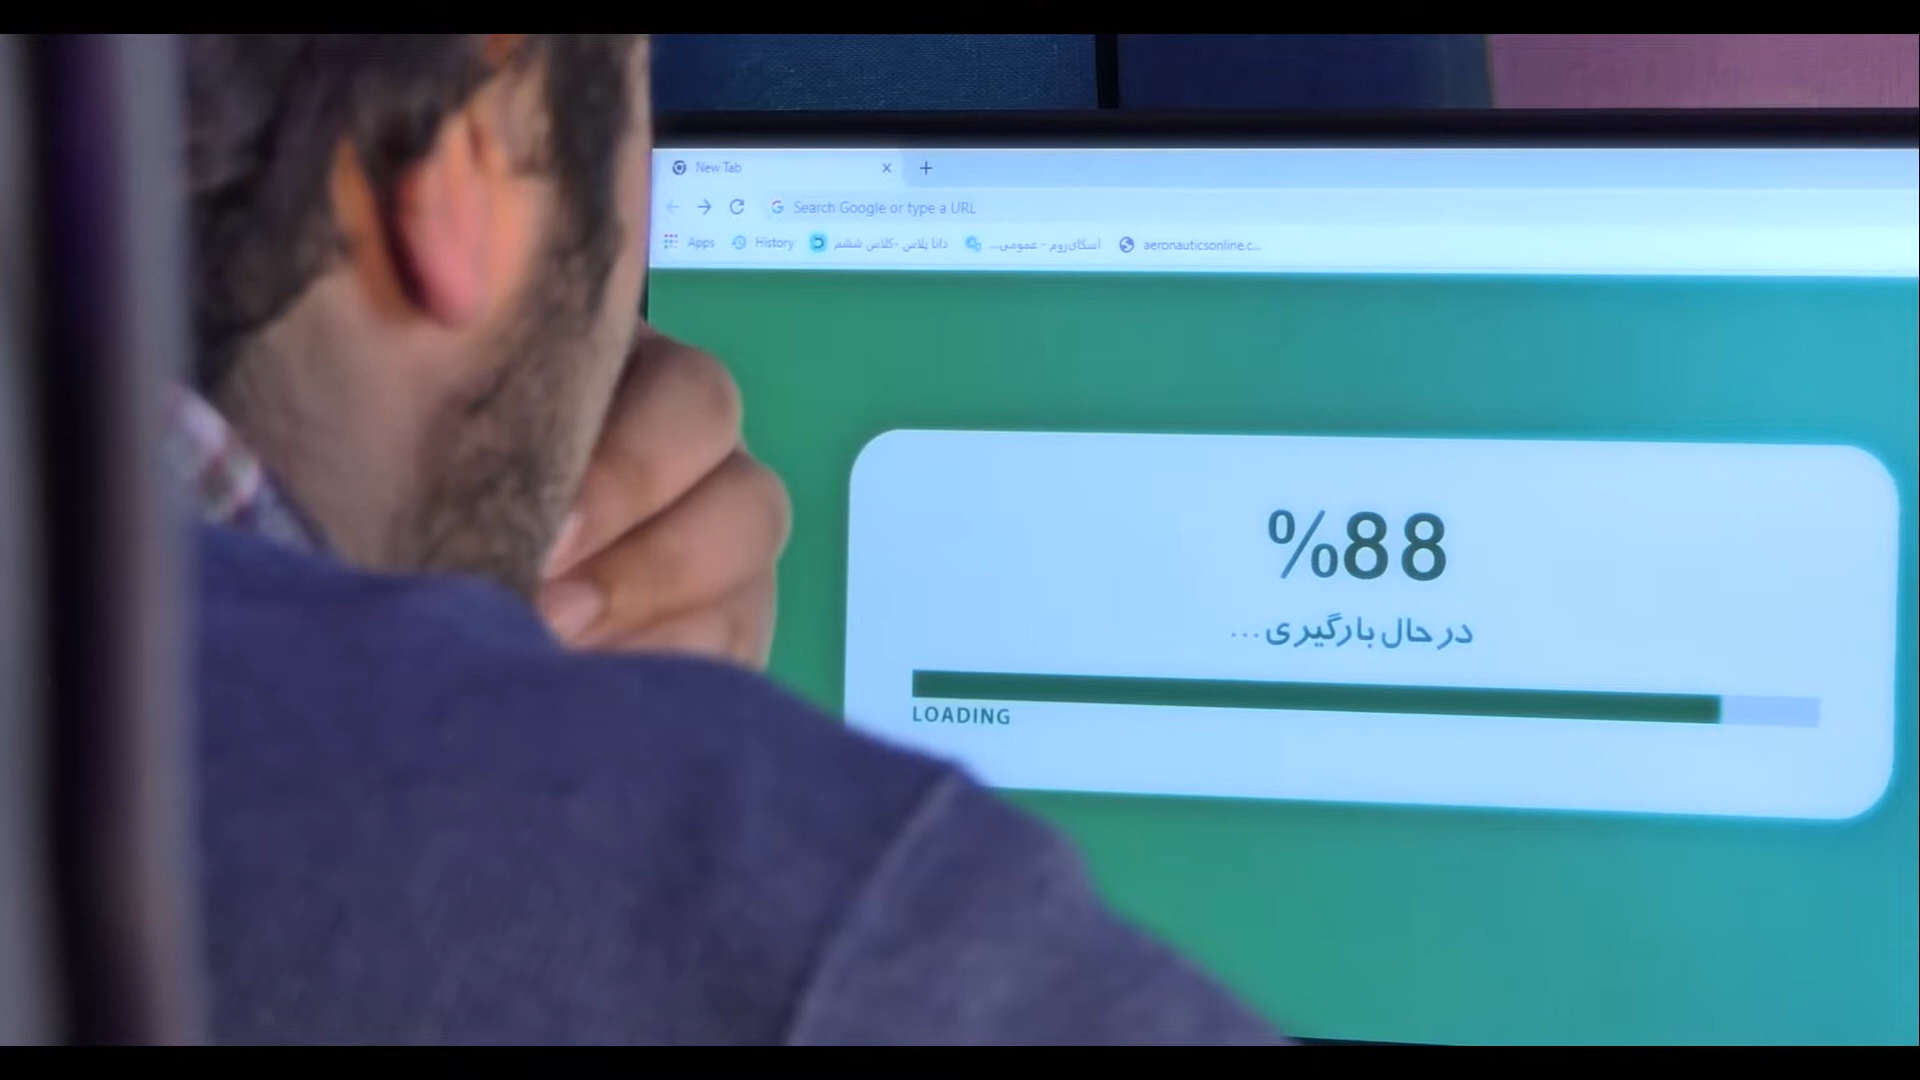 New Tab
Search Google or type a URL
Apps History دانا پلاس -کلاس ششم اسکای‌روم - عمومی... aeronauticsonline.c...
%88
در حال بارگیری...
LOADING